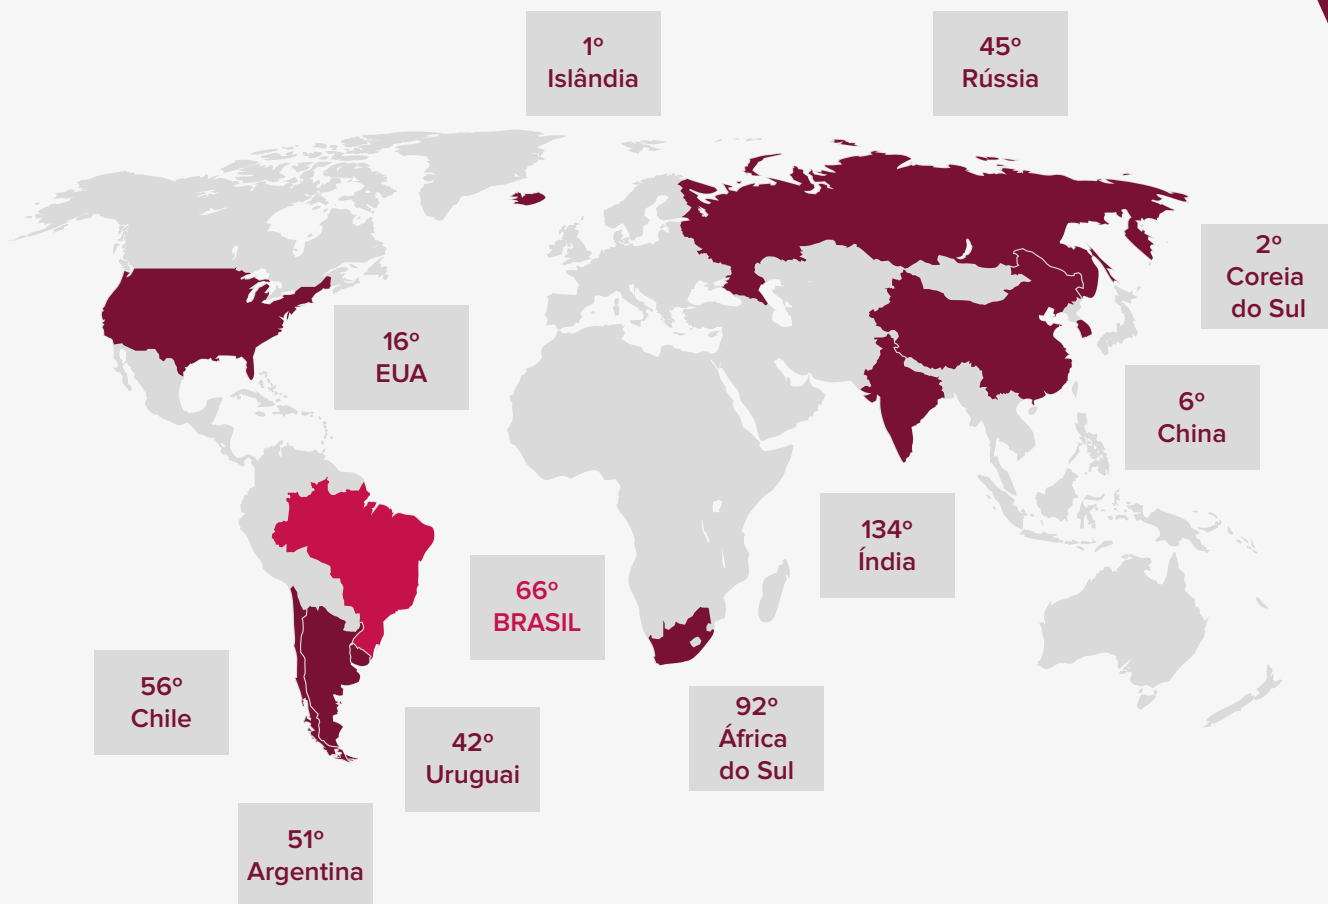 1º
Islândia
45º
Rússia
2º
Coreia
do Sul
16º
EUA
6º
China
134º
Índia
66º
BRASIL
56º
Chile
42º
Uruguai
92º
África
do Sul
51º
Argentina